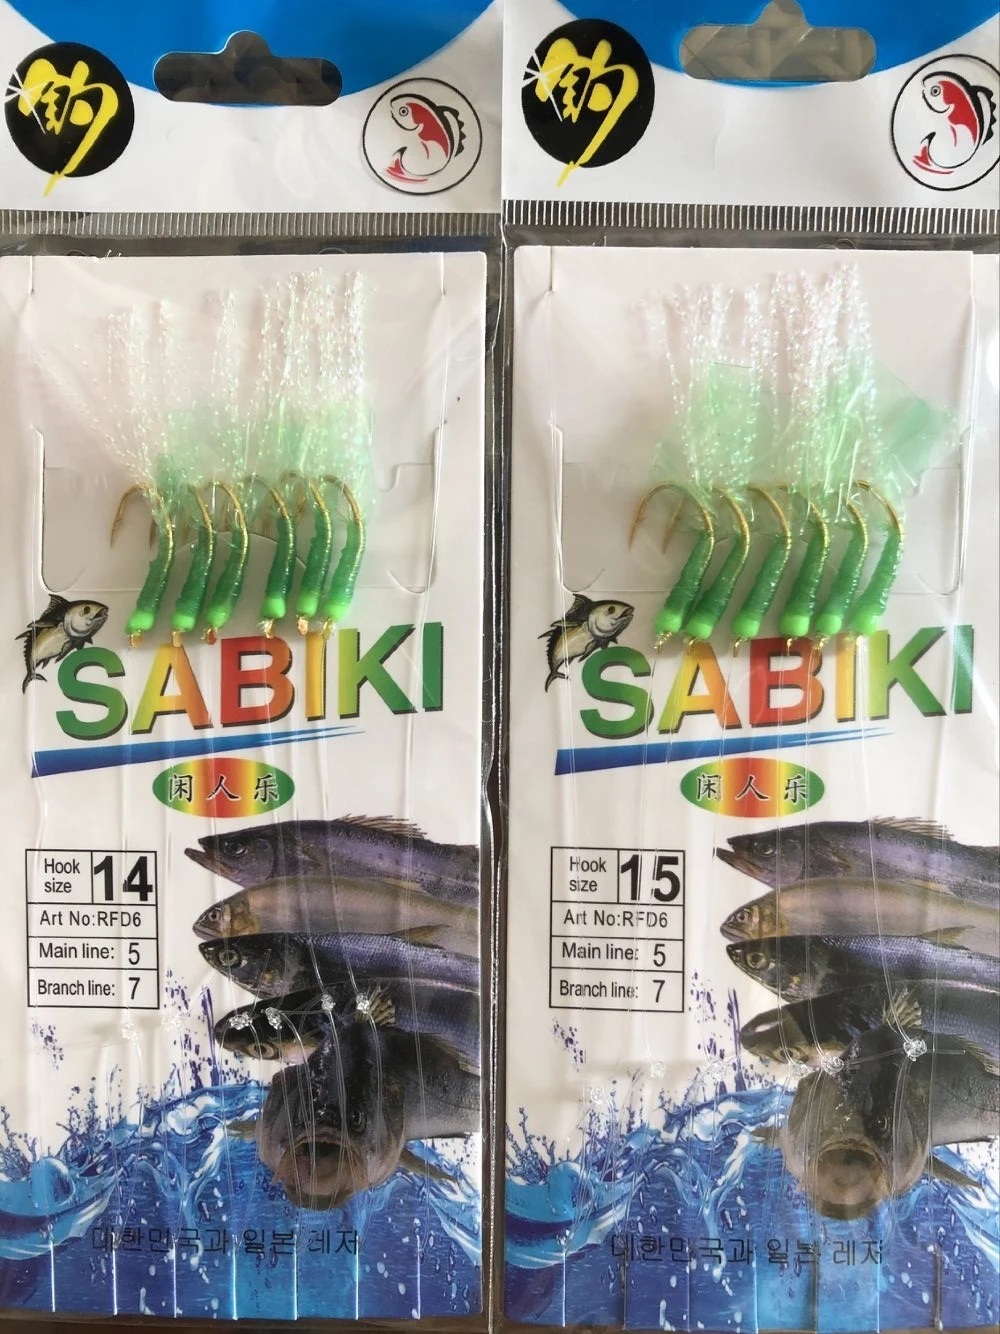 钓
SABIKI
闲人乐
Hook size 14
Art No:RFD6
Main line: 5
Branch line: 7
대한민국과 일본 레저
钓
SABIKI
闲人乐
Hook size 15
Art No:RFD6
Main line: 5
Branch line: 7
대한민국과 일본 레저